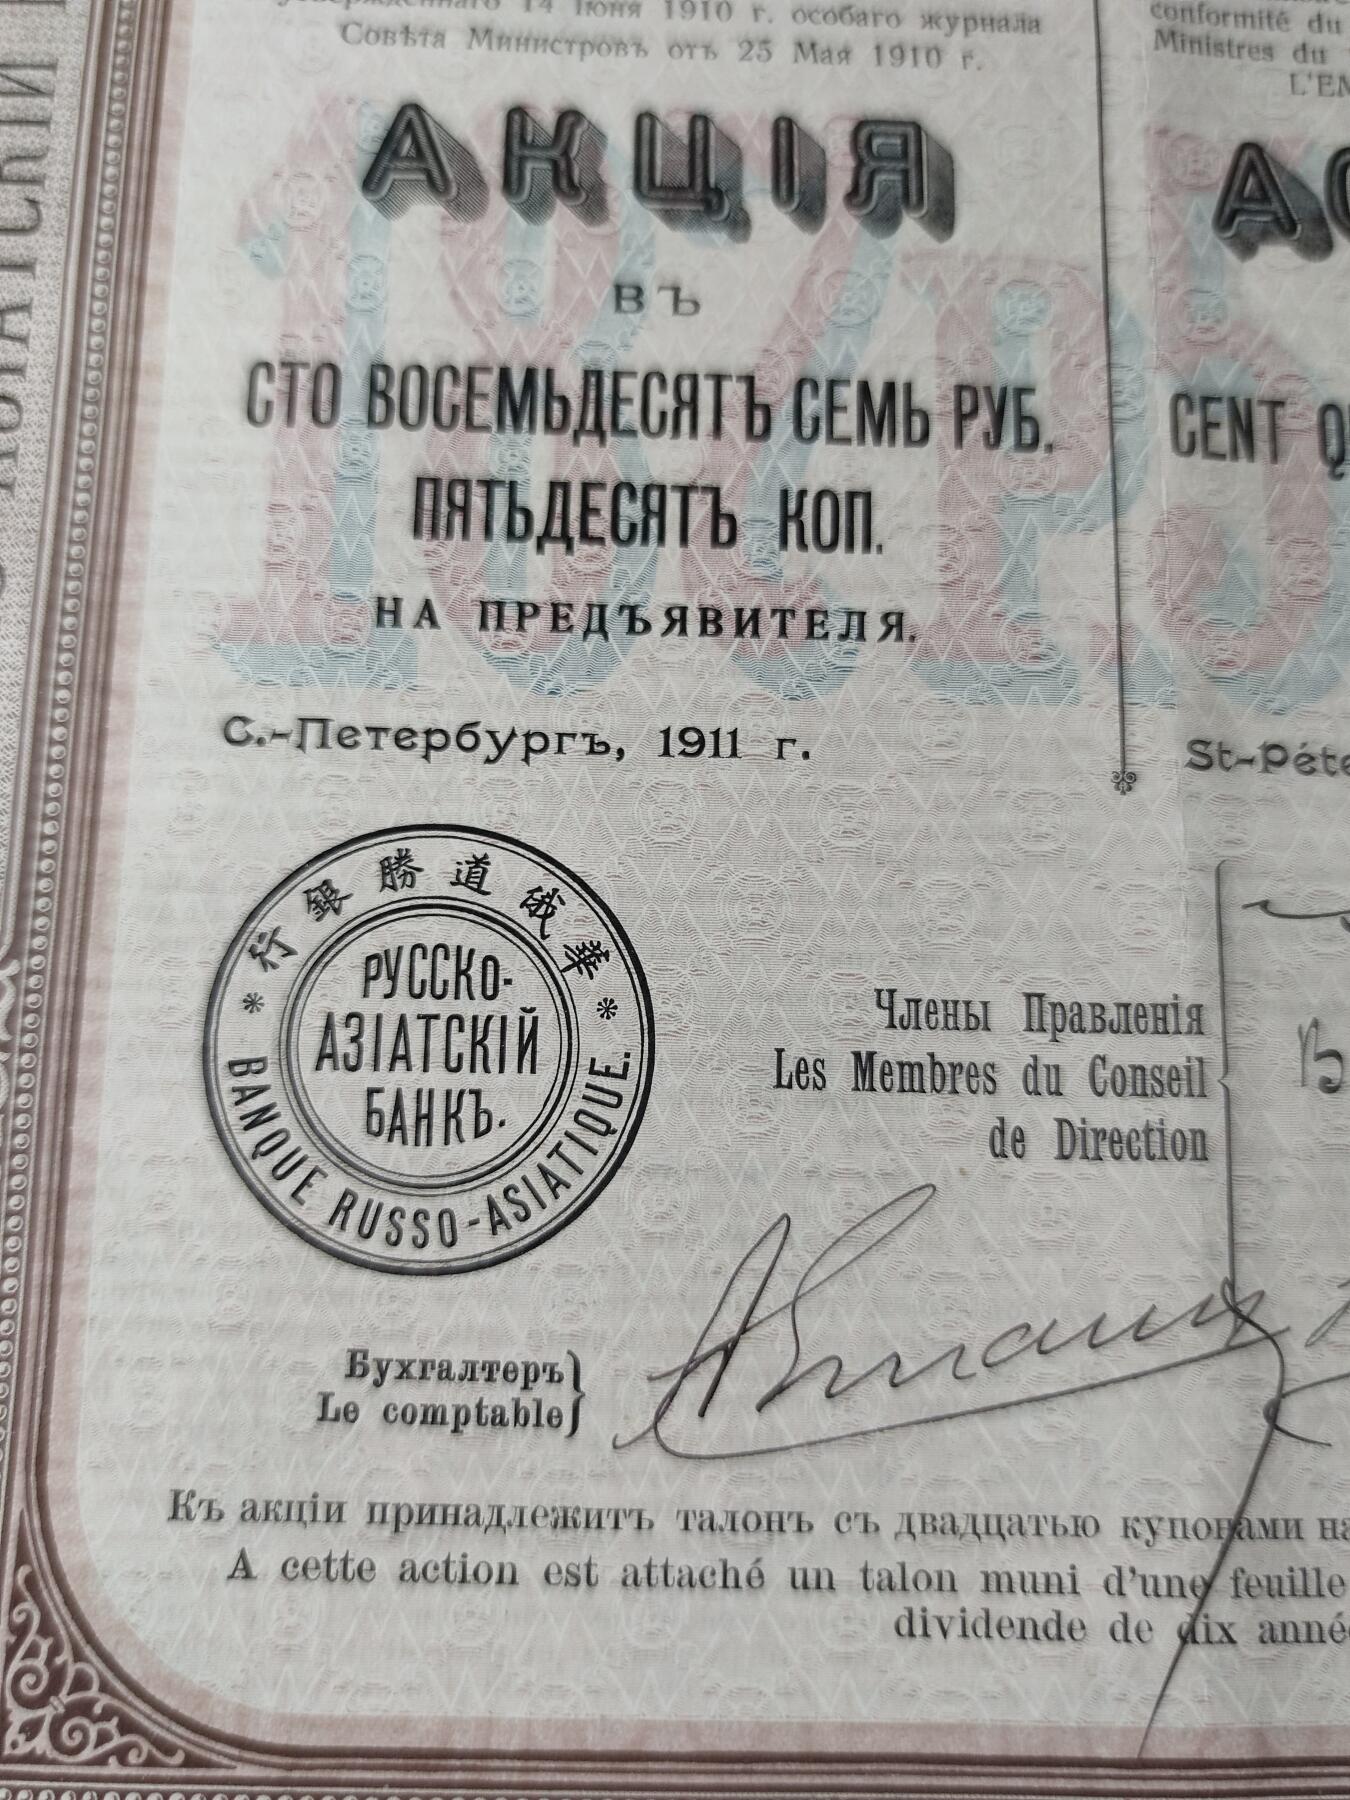 14 Іюня 1910 г. особаго журнала
Совѣта Министровъ отъ 25 Мая 1910 г.
АКЦІЯ
ВЪ
СТО ВОСЕМЬДЕСЯТЪ СЕМЬ РУБ.
ПЯТЬДЕСЯТЪ КОП.
НА ПРЕДЪЯВИТЕЛЯ.
С.-Петербургъ, 1911 г.
conformité du
Ministres du
CENT
行銀勝道俄華
РУССКО-
АЗІАТСКІЙ
БАНКЪ.
BANQUE RUSSO-ASIATIQUE.
Члены Правленія
Les Membres du Conseil
de Direction
Бухгалтеръ
Le comptable
Къ акціи принадлежитъ талонъ съ двадцатью купонами
A cette action est attaché un talon muni d'une feuille
dividende de dix